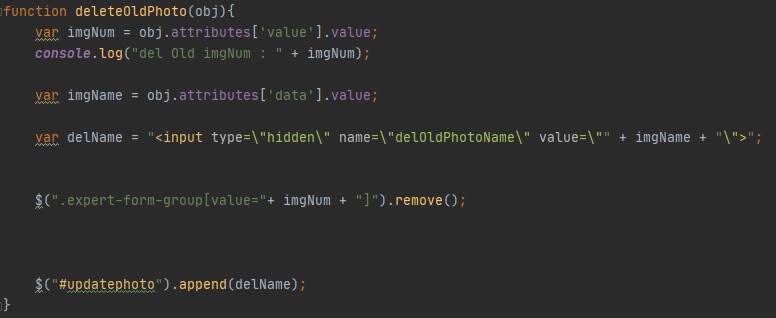 function deleteOldPhoto(obj){
var imgNum = obj.attributes['value'].value;
console.log("del Old imgNum : " + imgNum);
var imgName = obj.attributes['data'].value;
var delName = "<input type=\"hidden\" name=\"delOldPhotoName\" value=\"" + imgName + "\">";
$(".expert-form-group[value="+ imgNum + "]").remove();
$("#updatephoto").append(delName);
}